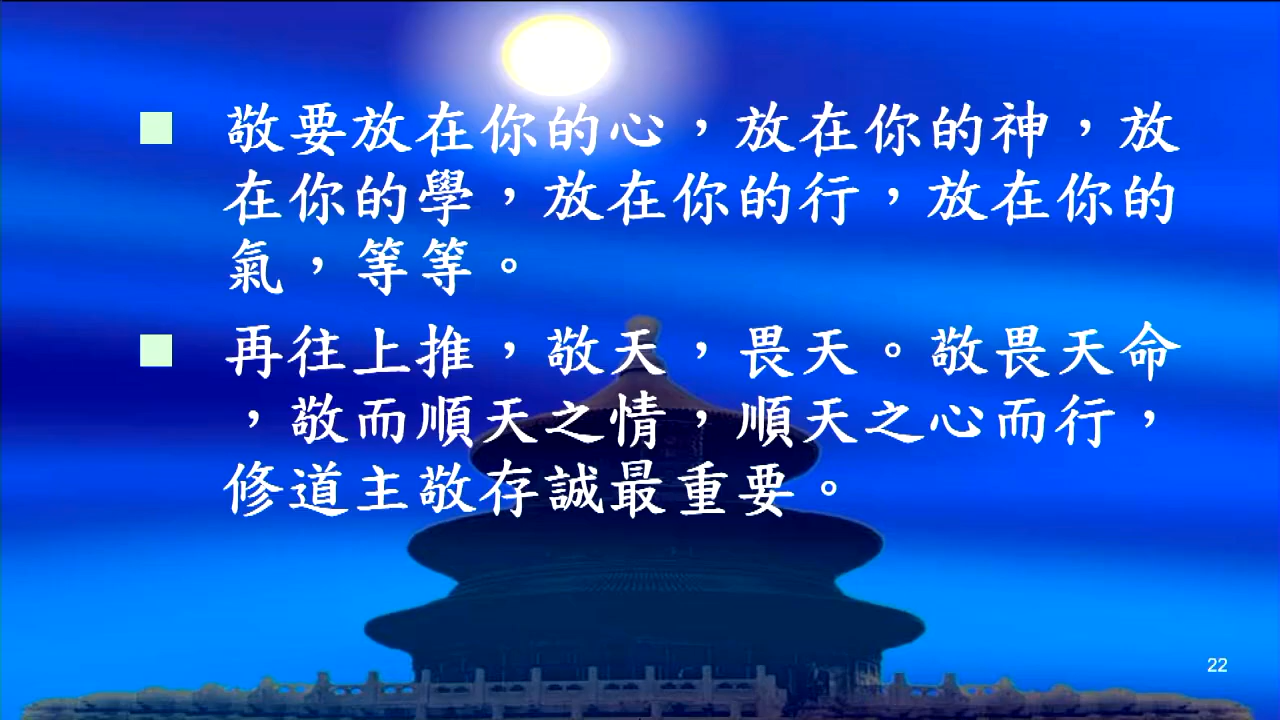 敬要放在你的心，放在你的神，放
在你的學，放在你的行，放在你的
氣，等等。
再往上推，敬天，畏天。敬畏天命
，敬而順天之情，順天之心而行，
修道主敬存誠最重要。
22